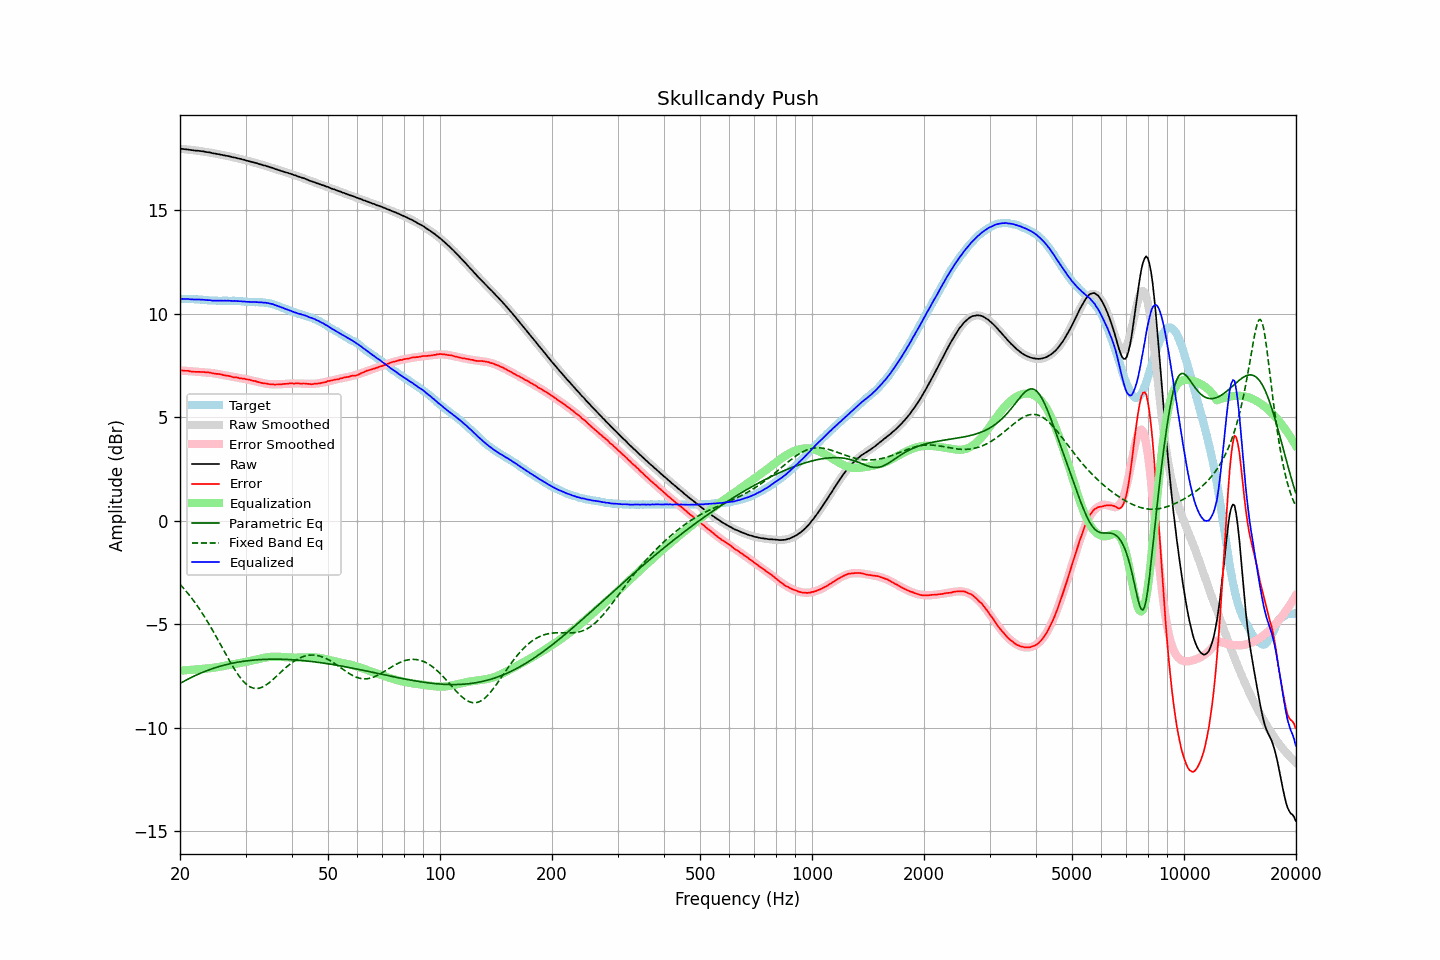 Skullcandy Push
Amplitude (dBr)
15
10
5
0
−5
−10
−15
Target
Raw Smoothed
Error Smoothed
Raw
Error
Equalization
Parametric Eq
Fixed Band Eq
Equalized
20 50 100 200 500 1000 2000 5000 10000 20000
Frequency (Hz)